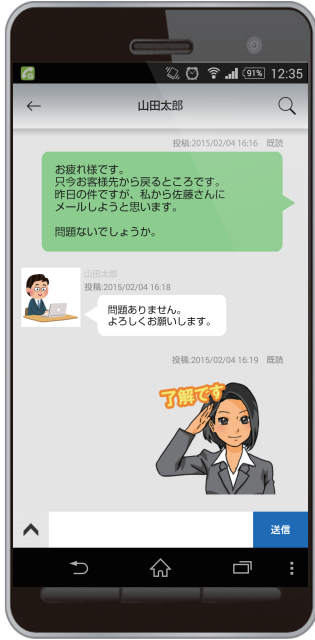 91% 12:35
山田太郎
投稿:2015/02/04 16:16 既読
お疲れ様です。
只今お客様先から戻るところです。
昨日の件ですが、私から佐藤さんに
メールしようと思います。
問題ないでしょうか。
山田太郎
投稿:2015/02/04 16:18
問題ありません。
よろしくお願いします。
投稿:2015/02/04 16:19 既読
了解です
送信